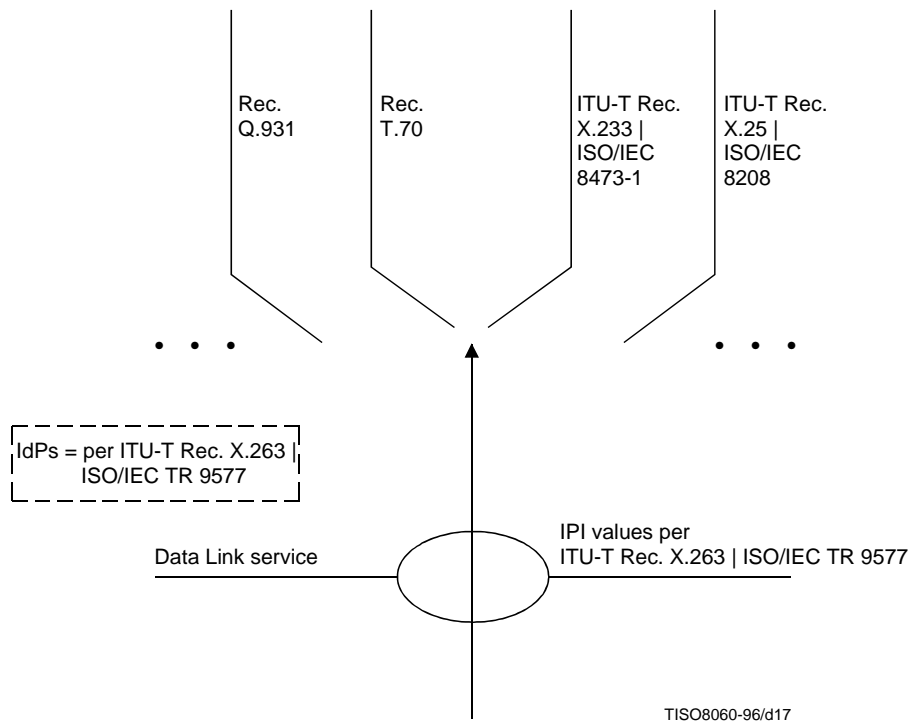 Rec.
Q.931
Rec.
T.70
ITU-T Rec.
X.233 |
ISO/IEC
8473-1
ITU-T Rec.
X.25 |
ISO/IEC
8208
• • •
• • •
IdPs = per ITU-T Rec. X.263 |
ISO/IEC TR 9577
Data Link service
IPI values per
ITU-T Rec. X.263 | ISO/IEC TR 9577
TISO8060-96/d17